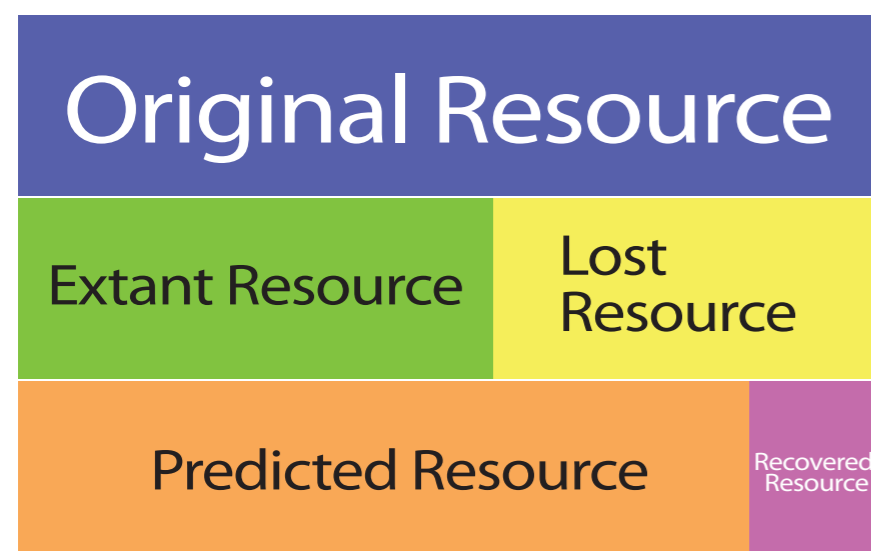 Original Resource
Extant Resource
Lost
Resource
Predicted Resource
Recovered
Resource